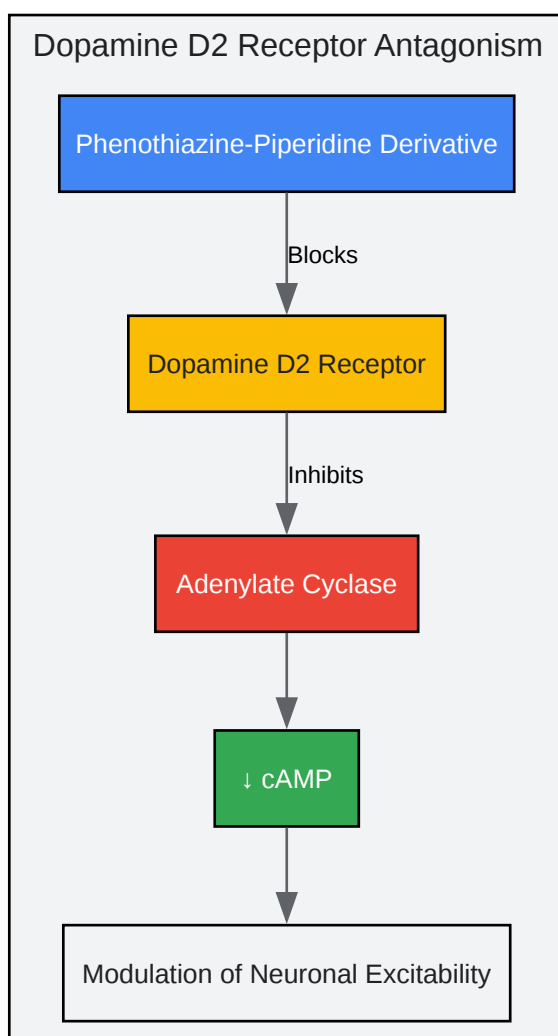 Dopamine D2 Receptor Antagonism
Phenothiazine-Piperidine Derivative
Blocks
Dopamine D2 Receptor
Inhibits
Adenylate Cyclase
↓ cAMP
Modulation of Neuronal Excitability